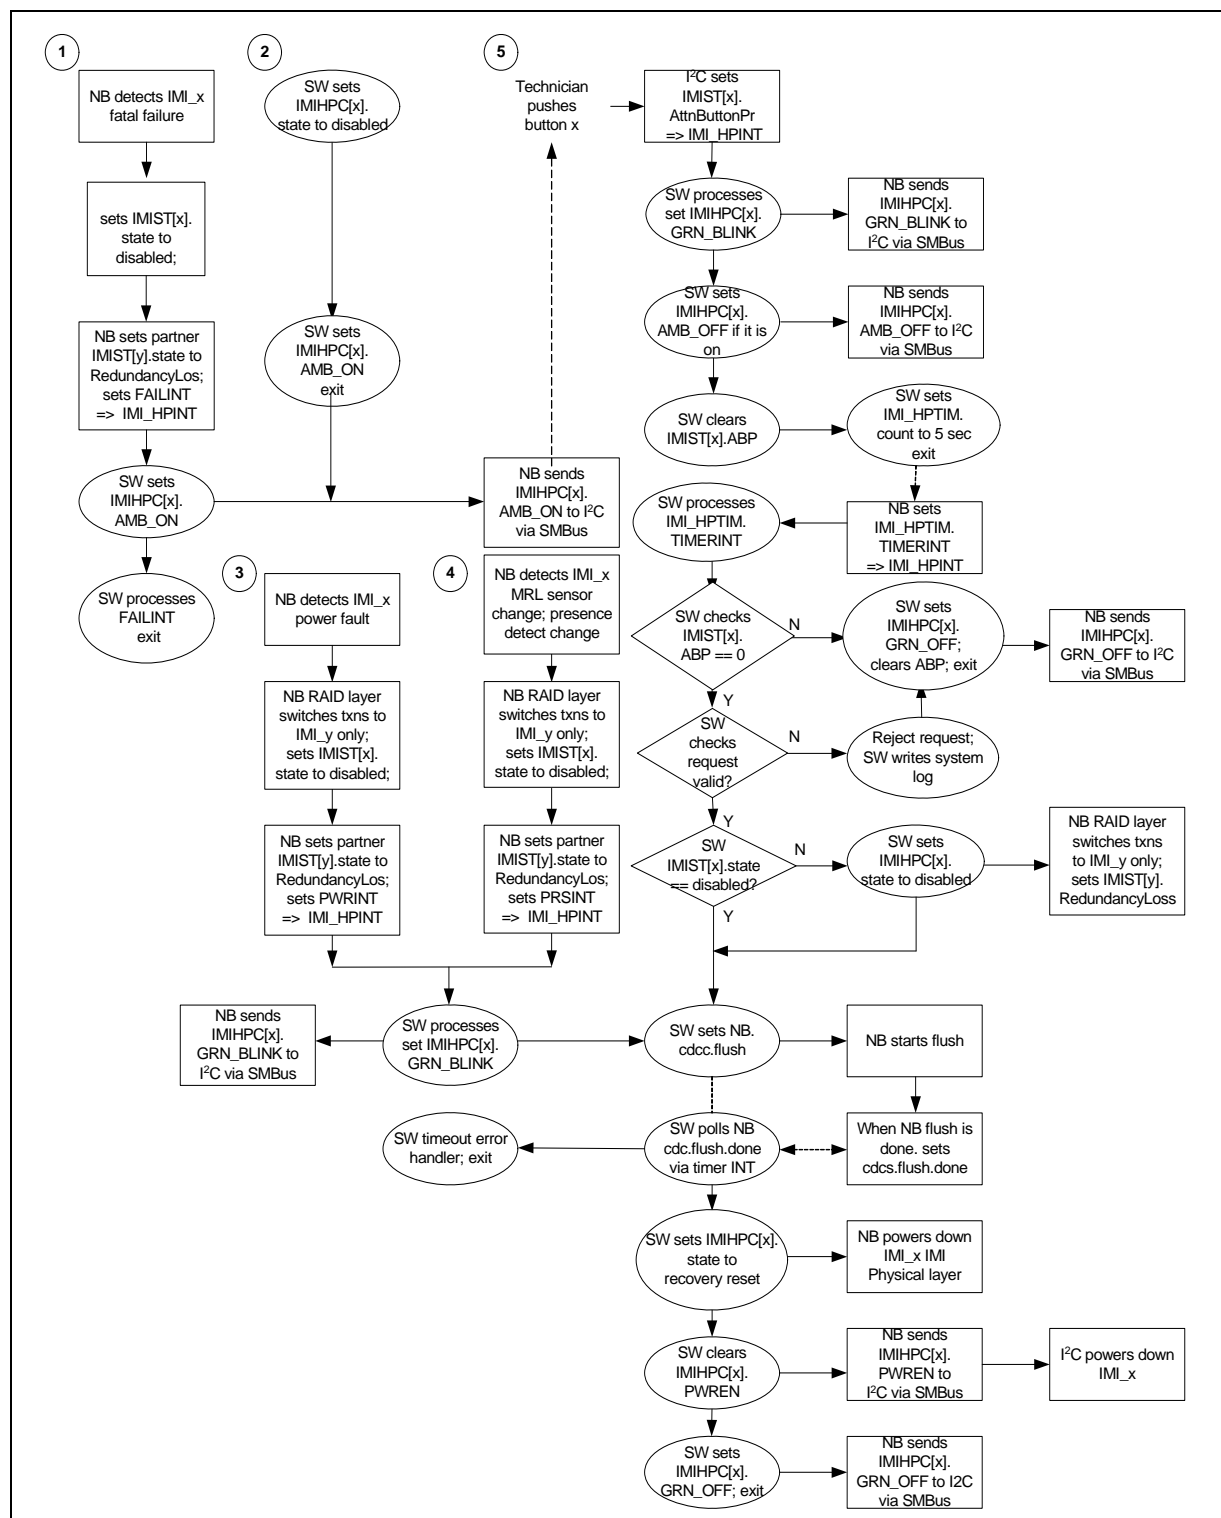 1
NB detects IMI_x
fatal failure
sets IMIST[x].
state to
disabled;
NB sets partner
IMIST[y].state to
RedundancyLos;
sets FAILINT
=> IMI_HPINT
SW sets
IMIHPC[x].
AMB_ON
SW processes
FAILINT
exit
2
SW sets
IMIHPC[x].
state to disabled
SW sets
IMIHPC[x].
AMB_ON
exit
NB sends
IMIHPC[x].
AMB_ON to I²C
via SMBus
3
NB detects IMI_x
power fault
NB RAID layer
switches txns to
IMI_y only;
sets IMIST[x].
state to disabled;
NB sets partner
IMIST[y].state to
RedundancyLos;
sets PWRINT
=> IMI_HPINT
4
NB detects IMI_x
MRL sensor
change; presence
detect change
NB RAID layer
switches txns to
IMI_y only;
sets IMIST[x].
state to disabled;
NB sets partner
IMIST[y].state to
RedundancyLos;
sets PRSINT
=> IMI_HPINT
NB sends
IMIHPC[x].
GRN_BLINK to
I²C via SMBus
SW processes
set IMIHPC[x].
GRN_BLINK
5
Technician
pushes
button x
I²C sets
IMIST[x].
AttnButtonPr
=> IMI_HPINT
SW processes
set IMIHPC[x].
GRN_BLINK
NB sends
IMIHPC[x].
GRN_BLINK to
I²C via SMBus
SW sets
IMIHPC[x].
AMB_OFF if it is
on
NB sends
IMIHPC[x].
AMB_OFF to I²C
via SMBus
SW clears
IMIST[x].ABP
SW sets
IMI_HPTIM.
count to 5 sec
exit
SW processes
IMI_HPTIM.
TIMERINT
NB sets
IMI_HPTIM.
TIMERINT
=> IMI_HPINT
SW checks
IMIST[x].
ABP == 0
N
Y
SW sets
IMIHPC[x].
GRN_OFF;
clears ABP; exit
NB sends
IMIHPC[x].
GRN_OFF to I²C
via SMBus
SW
checks
request
valid?
N
Y
Reject request;
SW writes system
log
SW
IMIST[x].state
== disabled?
N
Y
SW sets
IMIHPC[x].
state to disabled
NB RAID layer
switches txns
to IMI_y only;
sets IMIST[y].
RedundancyLoss
SW sets NB.
cdcc.flush
NB starts flush
SW timeout error
handler; exit
SW polls NB
cdc.flush.done
via timer INT
When NB flush is
done. sets
cdcs.flush.done
SW sets IMIHPC[x].
state to
recovery reset
NB powers down
IMI_x IMI
Physical layer
SW clears
IMIHPC[x].
PWREN
NB sends
IMIHPC[x].
PWREN to
I²C via SMBus
I²C powers down
IMI_x
SW sets
IMIHPC[x].
GRN_OFF; exit
NB sends
IMIHPC[x].
GRN_OFF to I2C
via SMBus